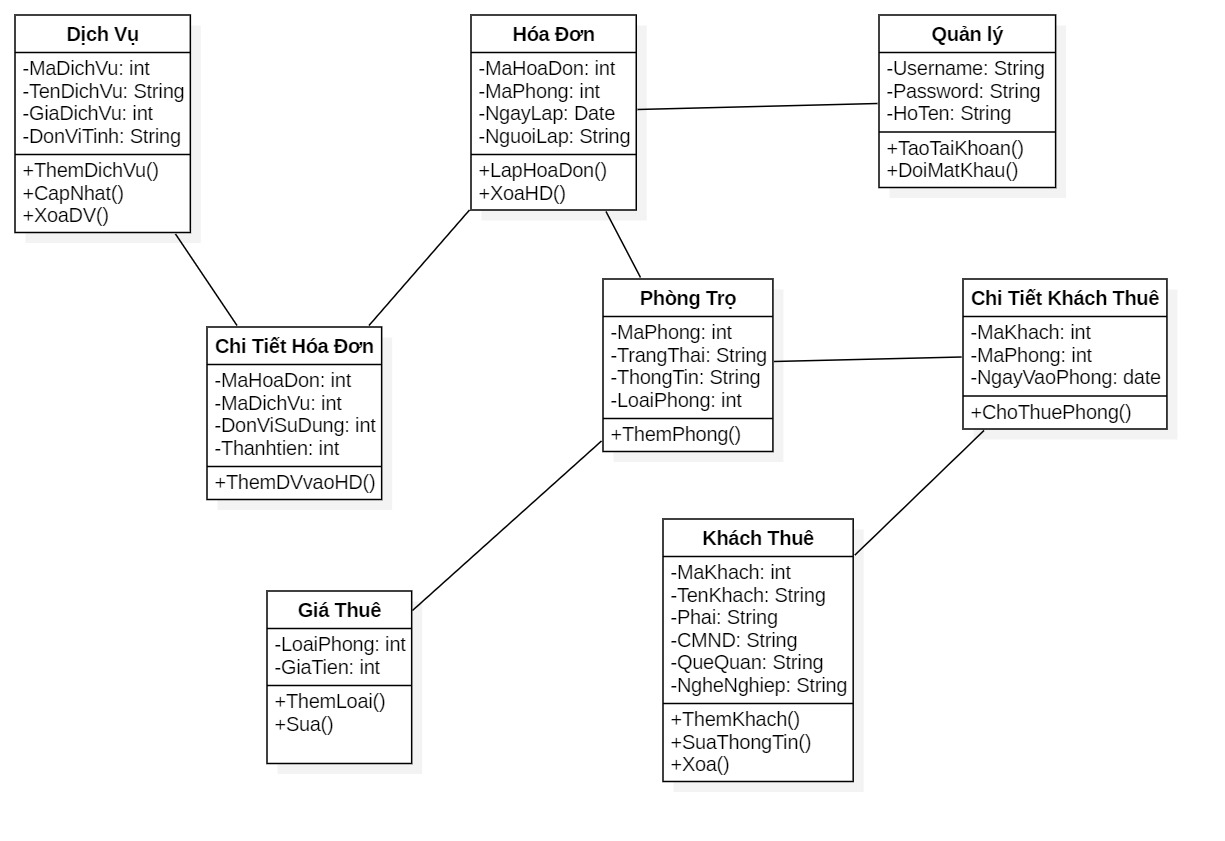 Dịch Vụ
-MaDichVu: int
-TenDichVu: String
-GiaDichVu: int
-DonViTinh: String
+ThemDichVu()
+CapNhat()
+XoaDV()
Hóa Đơn
-MaHoaDon: int
-MaPhong: int
-NgayLap: Date
-NguoiLap: String
+LapHoaDon()
+XoaHD()
Quản lý
-Username: String
-Password: String
-HoTen: String
+TaoTaiKhoan()
+DoiMatKhau()
Chi Tiết Hóa Đơn
-MaHoaDon: int
-MaDichVu: int
-DonViSuDung: int
-Thanhtien: int
+ThemDVvaoHD()
Phòng Trọ
-MaPhong: int
-TrangThai: String
-ThongTin: String
-LoaiPhong: int
+ThemPhong()
Chi Tiết Khách Thuê
-MaKhach: int
-MaPhong: int
-NgayVaoPhong: date
+ChoThuePhong()
Giá Thuê
-LoaiPhong: int
-GiaTien: int
+ThemLoai()
+Sua()
Khách Thuê
-MaKhach: int
-TenKhach: String
-Phai: String
-CMND: String
-QueQuan: String
-NgheNghiep: String
+ThemKhach()
+SuaThongTin()
+Xoa()